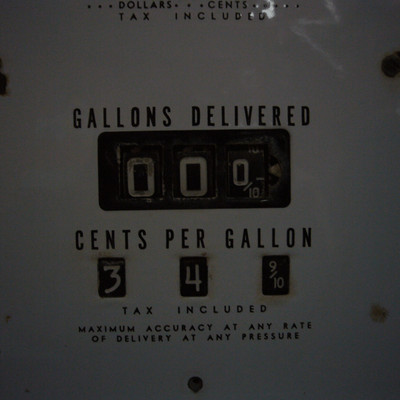 ...DOLLARS...CENTS.....
TAX INCLUDED
GALLONS DELIVERED
0 0 0 /10
CENTS PER GALLON
3 4 9/10
TAX INCLUDED
MAXIMUM ACCURACY AT ANY RATE
OF DELIVERY AT ANY PRESSURE